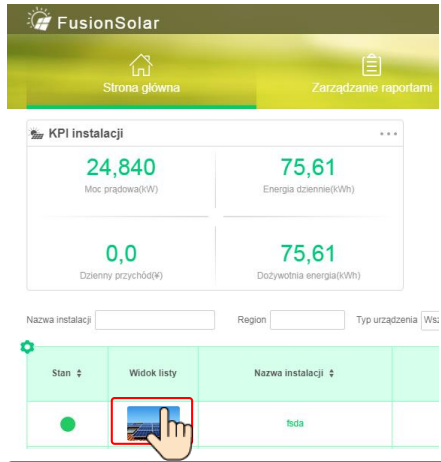 FusionSolar
Strona główna Zarządzanie raportami
KPI instalacji ...
24,840 75,61
Moc prądowa(kW) Energia dziennie(kWh)
0,0 75,61
Dzienny przychód(¥) Dożywotnia energia(kWh)
Nazwa instalacji Region Typ urządzenia Wsz
Stan Widok listy Nazwa instalacji
fsda